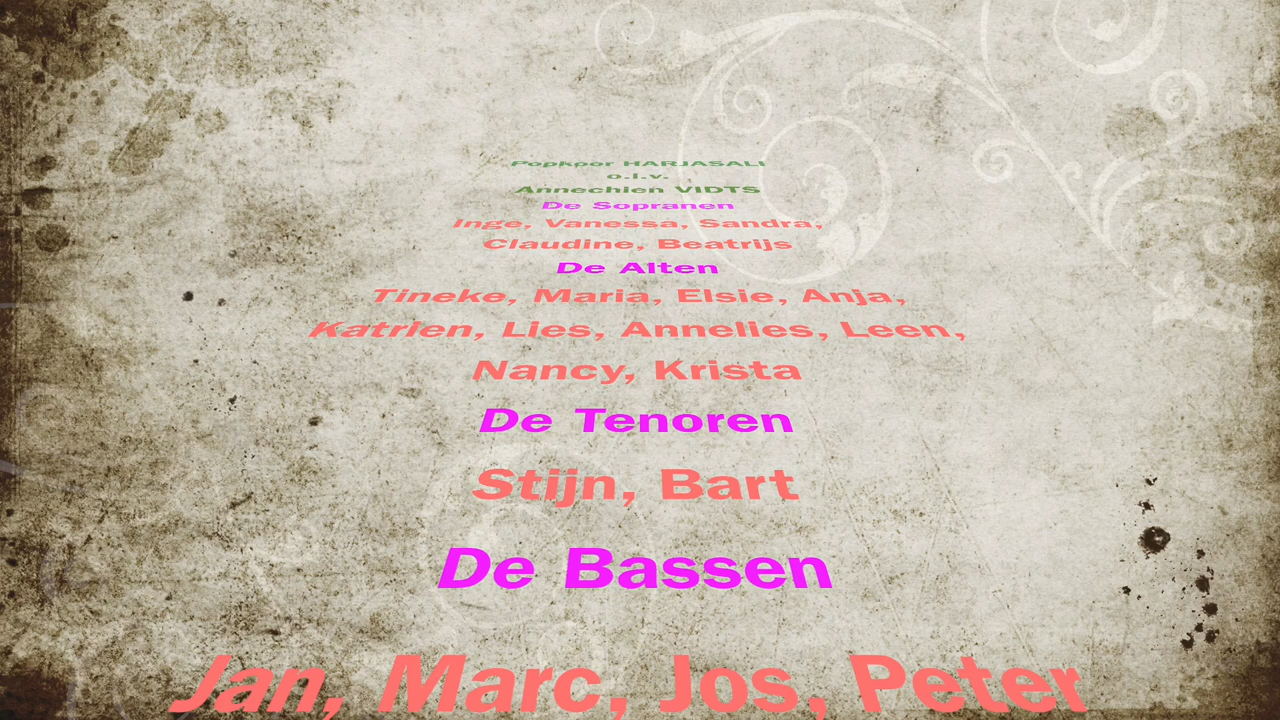 Popkoor HARJASALI
o.l.v.
Annechien VIDTS
De Sopranen
Inge, Vanessa, Sandra,
Claudine, Beatrijs
De Alten
Tineke, Maria, Elsie, Anja,
Katrien, Lies, Annelies, Leen,
Nancy, Krista
De Tenoren
Stijn, Bart
De Bassen
Jan, Marc, Jos, Peter